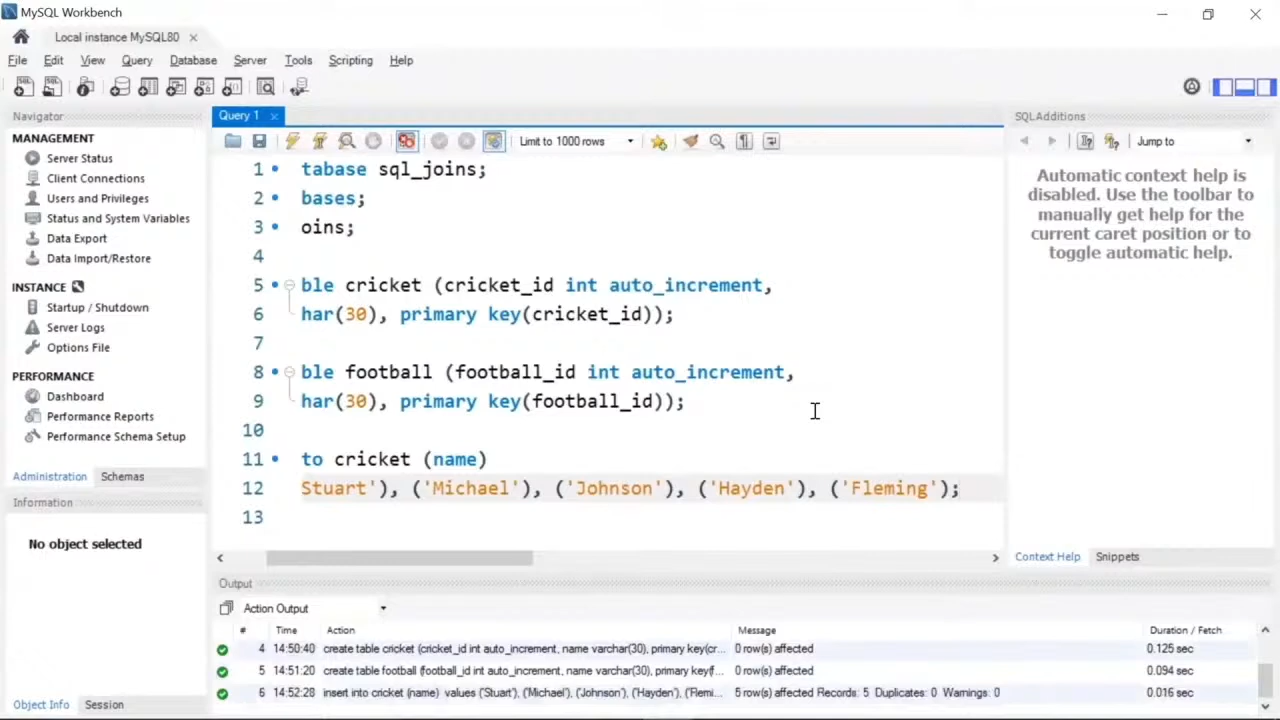 MySQL Workbench
Local instance MySQL80
File Edit View Query Database Server Tools Scripting Help
Navigator
MANAGEMENT
Server Status
Client Connections
Users and Privileges
Status and System Variables
Data Export
Data Import/Restore
INSTANCE
Startup / Shutdown
Server Logs
Options File
PERFORMANCE
Dashboard
Performance Reports
Performance Schema Setup
Administration Schemas
Information
No object selected
Object Info Session
Query 1
Limit to 1000 rows
1 tabase sql_joins;
2 bases;
3 oins;
4
5 ble cricket (cricket_id int auto_increment,
6 har(30), primary key(cricket_id));
7
8 ble football (football_id int auto_increment,
9 har(30), primary key(football_id));
10
11 to cricket (name)
12 Stuart'), ('Michael'), ('Johnson'), ('Hayden'), ('Fleming');
13
SQLAdditions
Jump to
Automatic context help is
disabled. Use the toolbar to
manually get help for the
current caret position or to
toggle automatic help.
Context Help Snippets
Output
Action Output
# Time Action Message Duration / Fetch
4 14:50:40 create table cricket (cricket_id int auto_increment, name varchar(30), primary key(cr... 0 row(s) affected 0.125 sec
5 14:51:20 create table football (football_id int auto_increment, name varchar(30), primary key(f... 0 row(s) affected 0.094 sec
6 14:52:28 insert into cricket (name) values ('Stuart'), ('Michael'), ('Johnson'), ('Hayden'), ('Flemi... 5 row(s) affected Records: 5 Duplicates: 0 Warnings: 0 0.016 sec